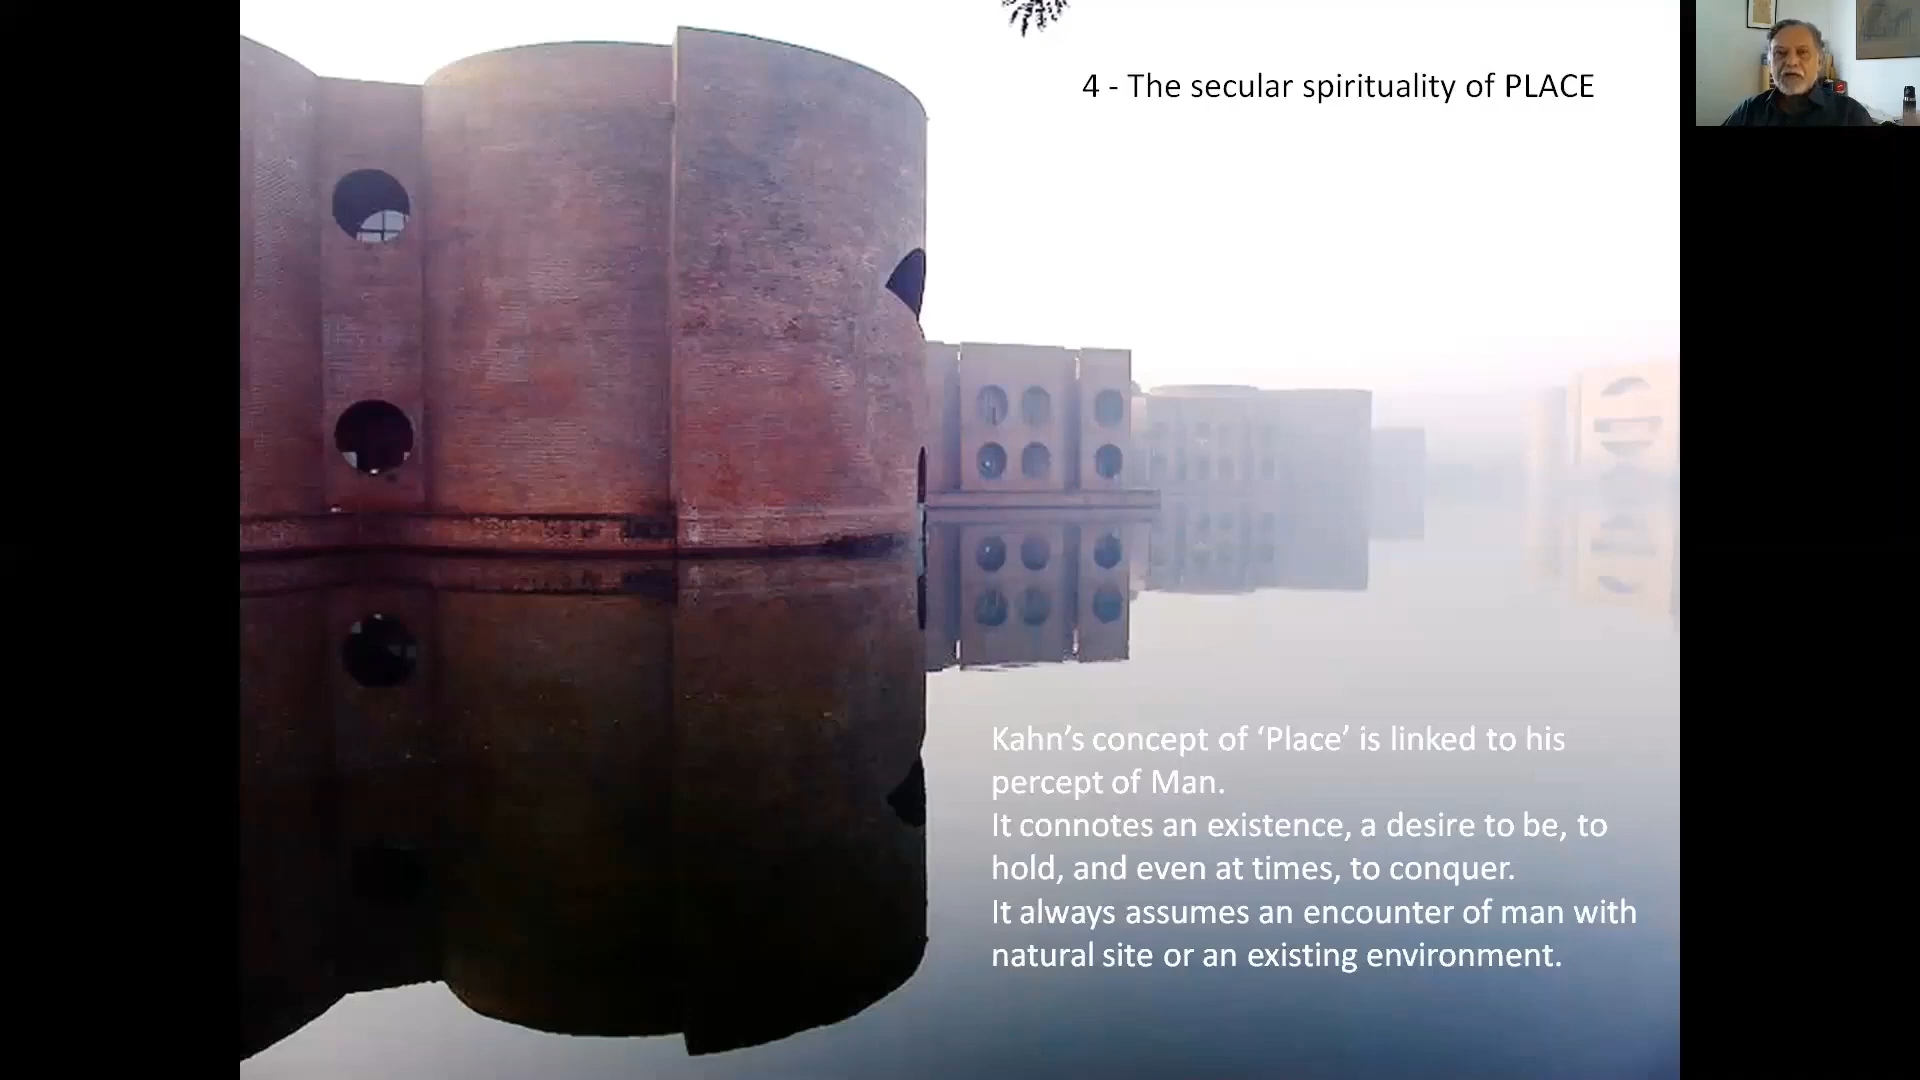 4 - The secular spirituality of PLACE
Kahn’s concept of ‘Place’ is linked to his
percept of Man.
It connotes an existence, a desire to be, to
hold, and even at times, to conquer.
It always assumes an encounter of man with
natural site or an existing environment.